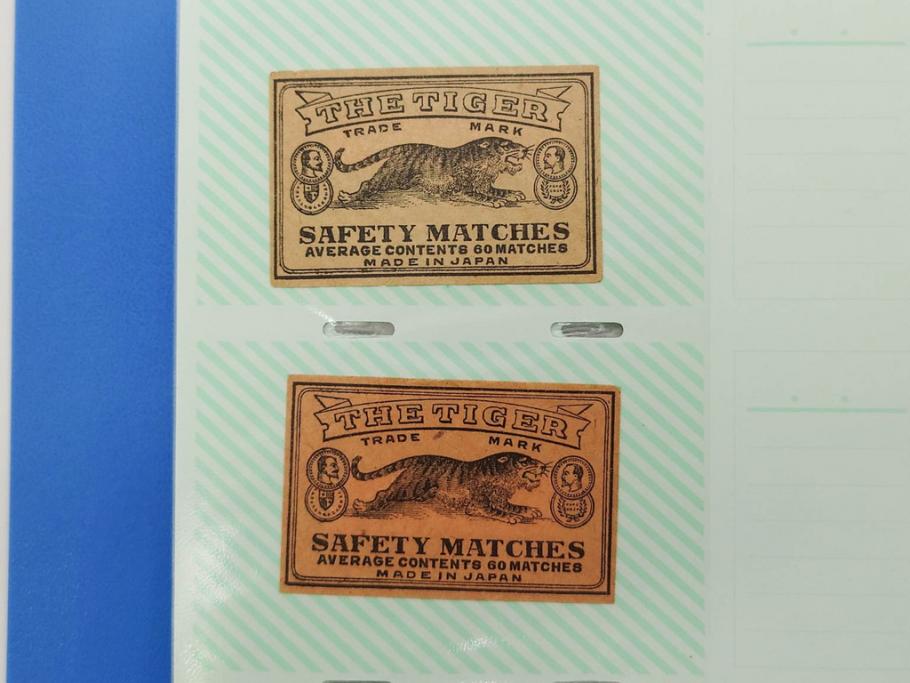 THE TIGER
TRADE MARK
SAFETY MATCHES
AVERAGE CONTENTS 60 MATCHES
MADE IN JAPAN
THE TIGER
TRADE MARK
SAFETY MATCHES
AVERAGE CONTENTS 60 MATCHES
MADE IN JAPAN